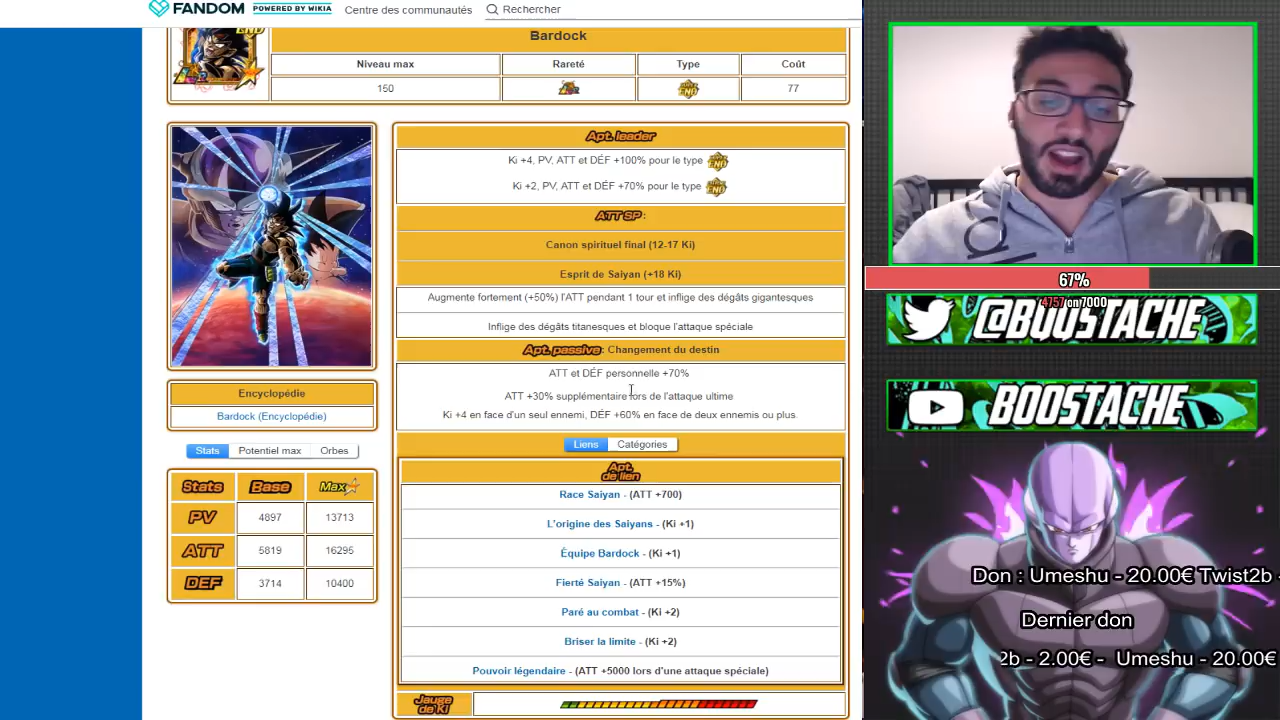 FANDOM POWERED BY WIKIA Centre des communautés Rechercher
Bardock
Niveau max Rareté Type Coût
150 77
Apt. leader
Ki +4, PV, ATT et DÉF +100% pour le type
Ki +2, PV, ATT et DÉF +70% pour le type
ATT SP:
Canon spirituel final (12-17 Ki)
Esprit de Saiyan (+18 Ki)
Augmente fortement (+50%) l'ATT pendant 1 tour et inflige des dégâts gigantesques
Inflige des dégâts titanesques et bloque l'attaque spéciale
Apt. passive: Changement du destin
ATT et DÉF personnelle +70%
ATT +30% supplémentaire lors de l'attaque ultime
Ki +4 en face d'un seul ennemi, DÉF +60% en face de deux ennemis ou plus.
Liens Catégories
Apt. de lien
Race Saiyan - (ATT +700)
L'origine des Saiyans - (Ki +1)
Équipe Bardock - (Ki +1)
Fierté Saiyan - (ATT +15%)
Paré au combat - (Ki +2)
Briser la limite - (Ki +2)
Pouvoir légendaire - (ATT +5000 lors d'une attaque spéciale)
Jauge de Ki
Encyclopédie
Bardock (Encyclopédie)
Stats Potentiel max Orbes
Stats Base Max
PV 4897 13713
ATT 5819 16295
DEF 3714 10400
67%
4757 on 7000
@BOOSTACHE
BOOSTACHE
Don : Umeshu - 20.00€ Twist2b -
Dernier don
2b - 2.00€ - Umeshu - 20.00€